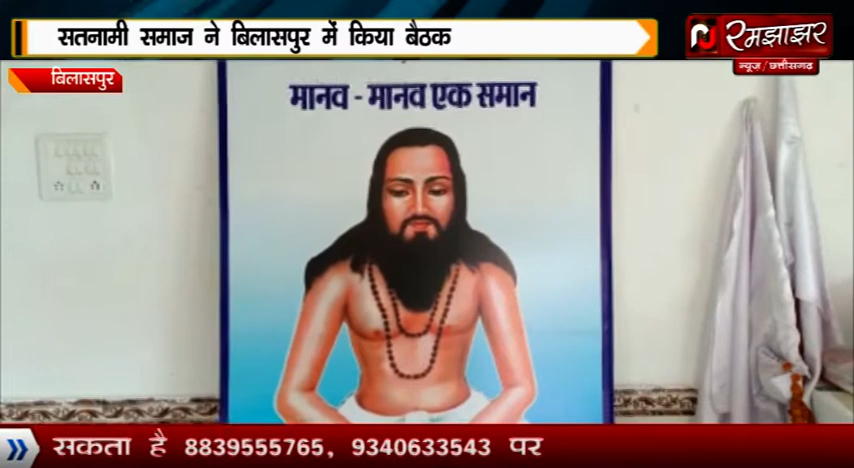 सतनामी समाज ने बिलासपुर में किया बैठक
रमझाझर
न्यूज़/छत्तीसगढ़
बिलासपुर
मानव - मानव एक समान
सकता है 8839555765, 9340633543 पर